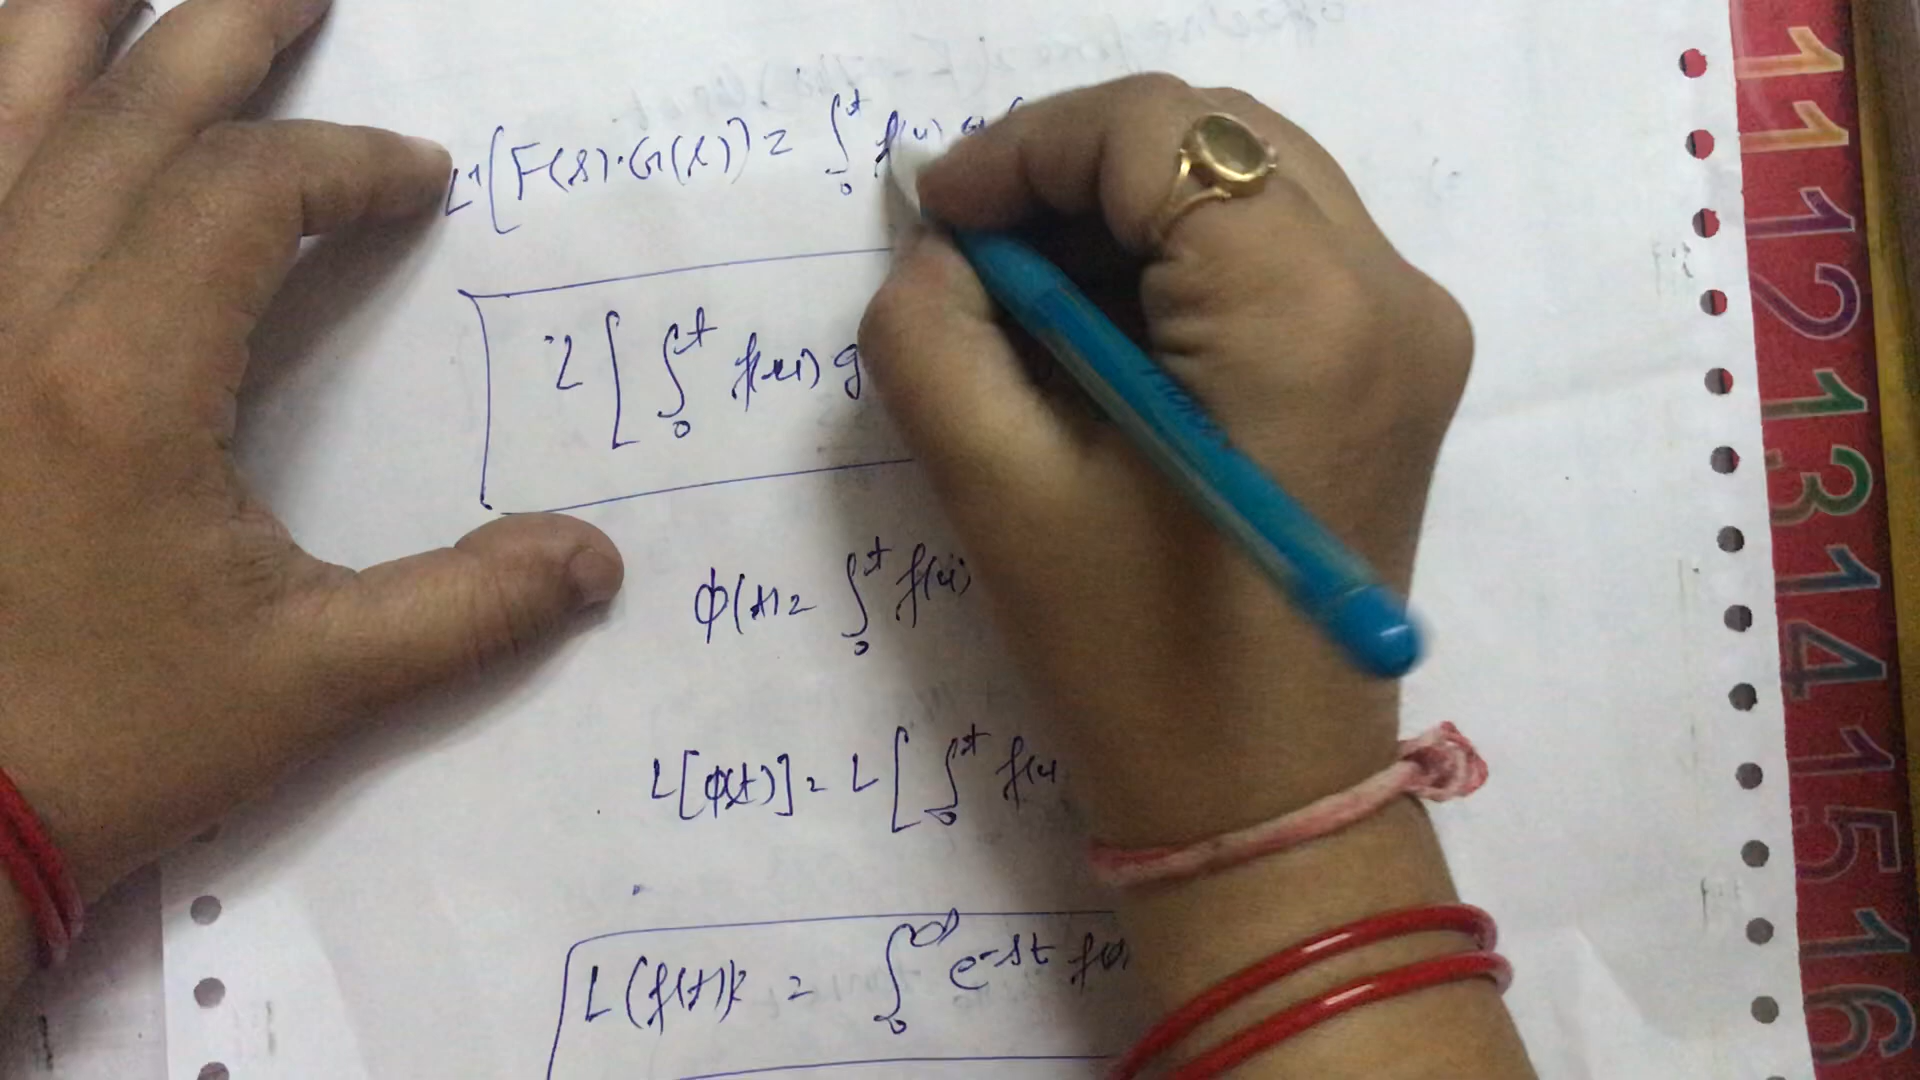 L⁻¹[F(s)·G(s)] = ∫₀ᵗ f(u) g(
L[∫₀ᵗ f(u) g
φ(t) = ∫₀ᵗ f(u)
L[φ(t)] = L[∫₀ᵗ f(u
L(f(t)) = ∫₀^∞ e^-st f(t)
11
12
13
14
15
16